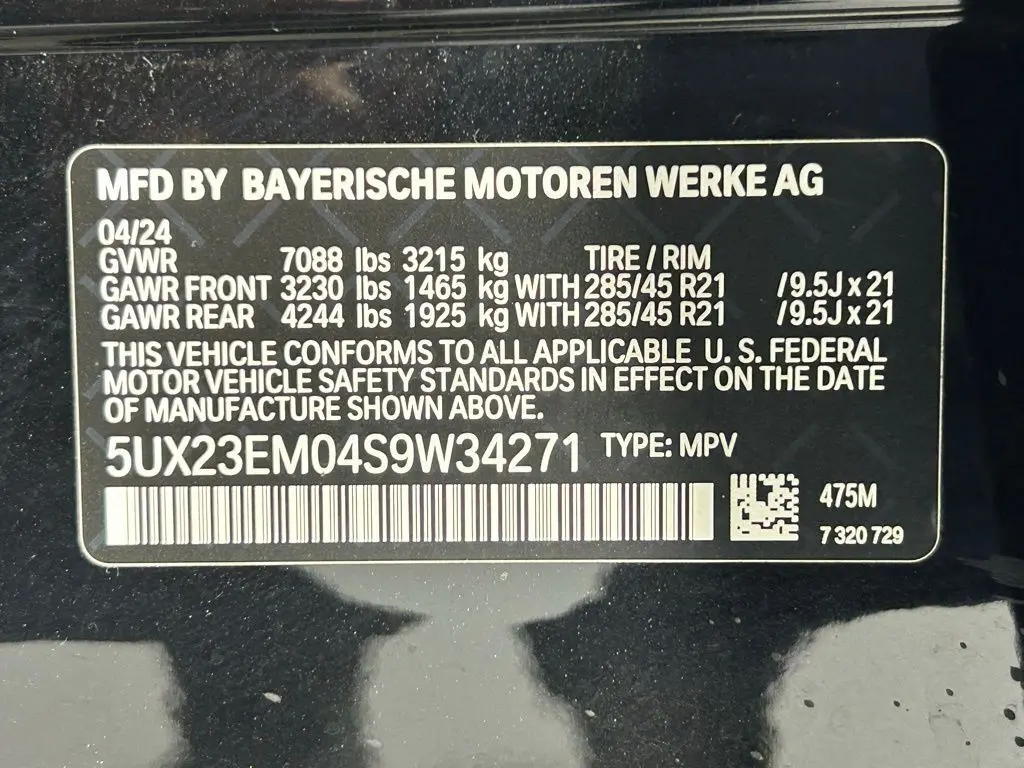 MFD BY BAYERISCHE MOTOREN WERKE AG
04/24
GVWR 7088 lbs 3215 kg TIRE / RIM
GAWR FRONT 3230 lbs 1465 kg WITH 285/45 R21 /9.5J x 21
GAWR REAR 4244 lbs 1925 kg WITH 285/45 R21 /9.5J x 21
THIS VEHICLE CONFORMS TO ALL APPLICABLE U. S. FEDERAL
MOTOR VEHICLE SAFETY STANDARDS IN EFFECT ON THE DATE
OF MANUFACTURE SHOWN ABOVE.
5UX23EM04S9W34271 TYPE: MPV
475M
7 320 729